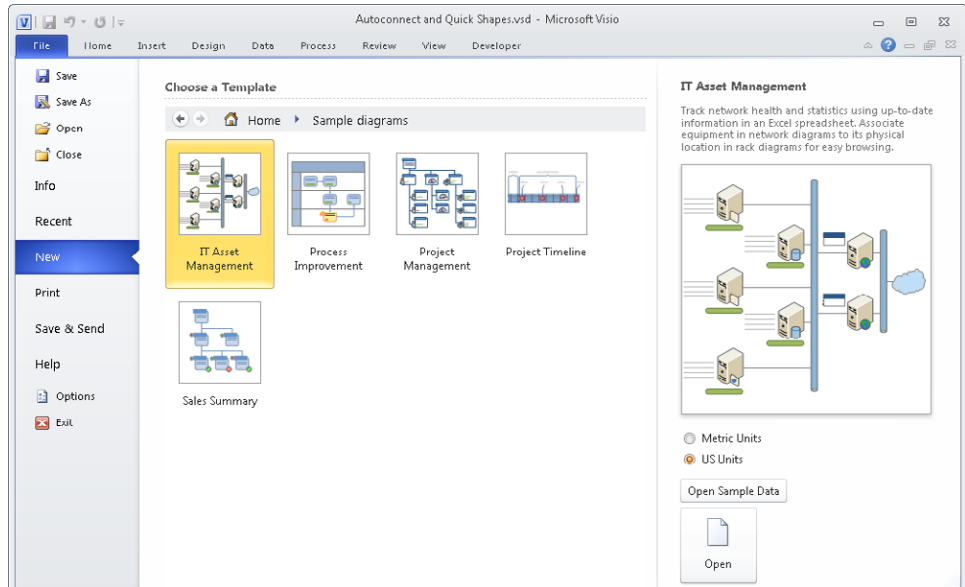 Autoconnect and Quick Shapes.vsd - Microsoft Visio
File Home Insert Design Data Process Review View Developer
Save
Save As
Open
Close
Info
Recent
New
Print
Save & Send
Help
Options
Exit
Choose a Template
Home Sample diagrams
IT Asset
Management
Process
Improvement
Project
Management
Project Timeline
Sales Summary
IT Asset Management
Track network health and statistics using up-to-date
information in an Excel spreadsheet. Associate
equipment in network diagrams to its physical
location in rack diagrams for easy browsing.
Metric Units
US Units
Open Sample Data
Open